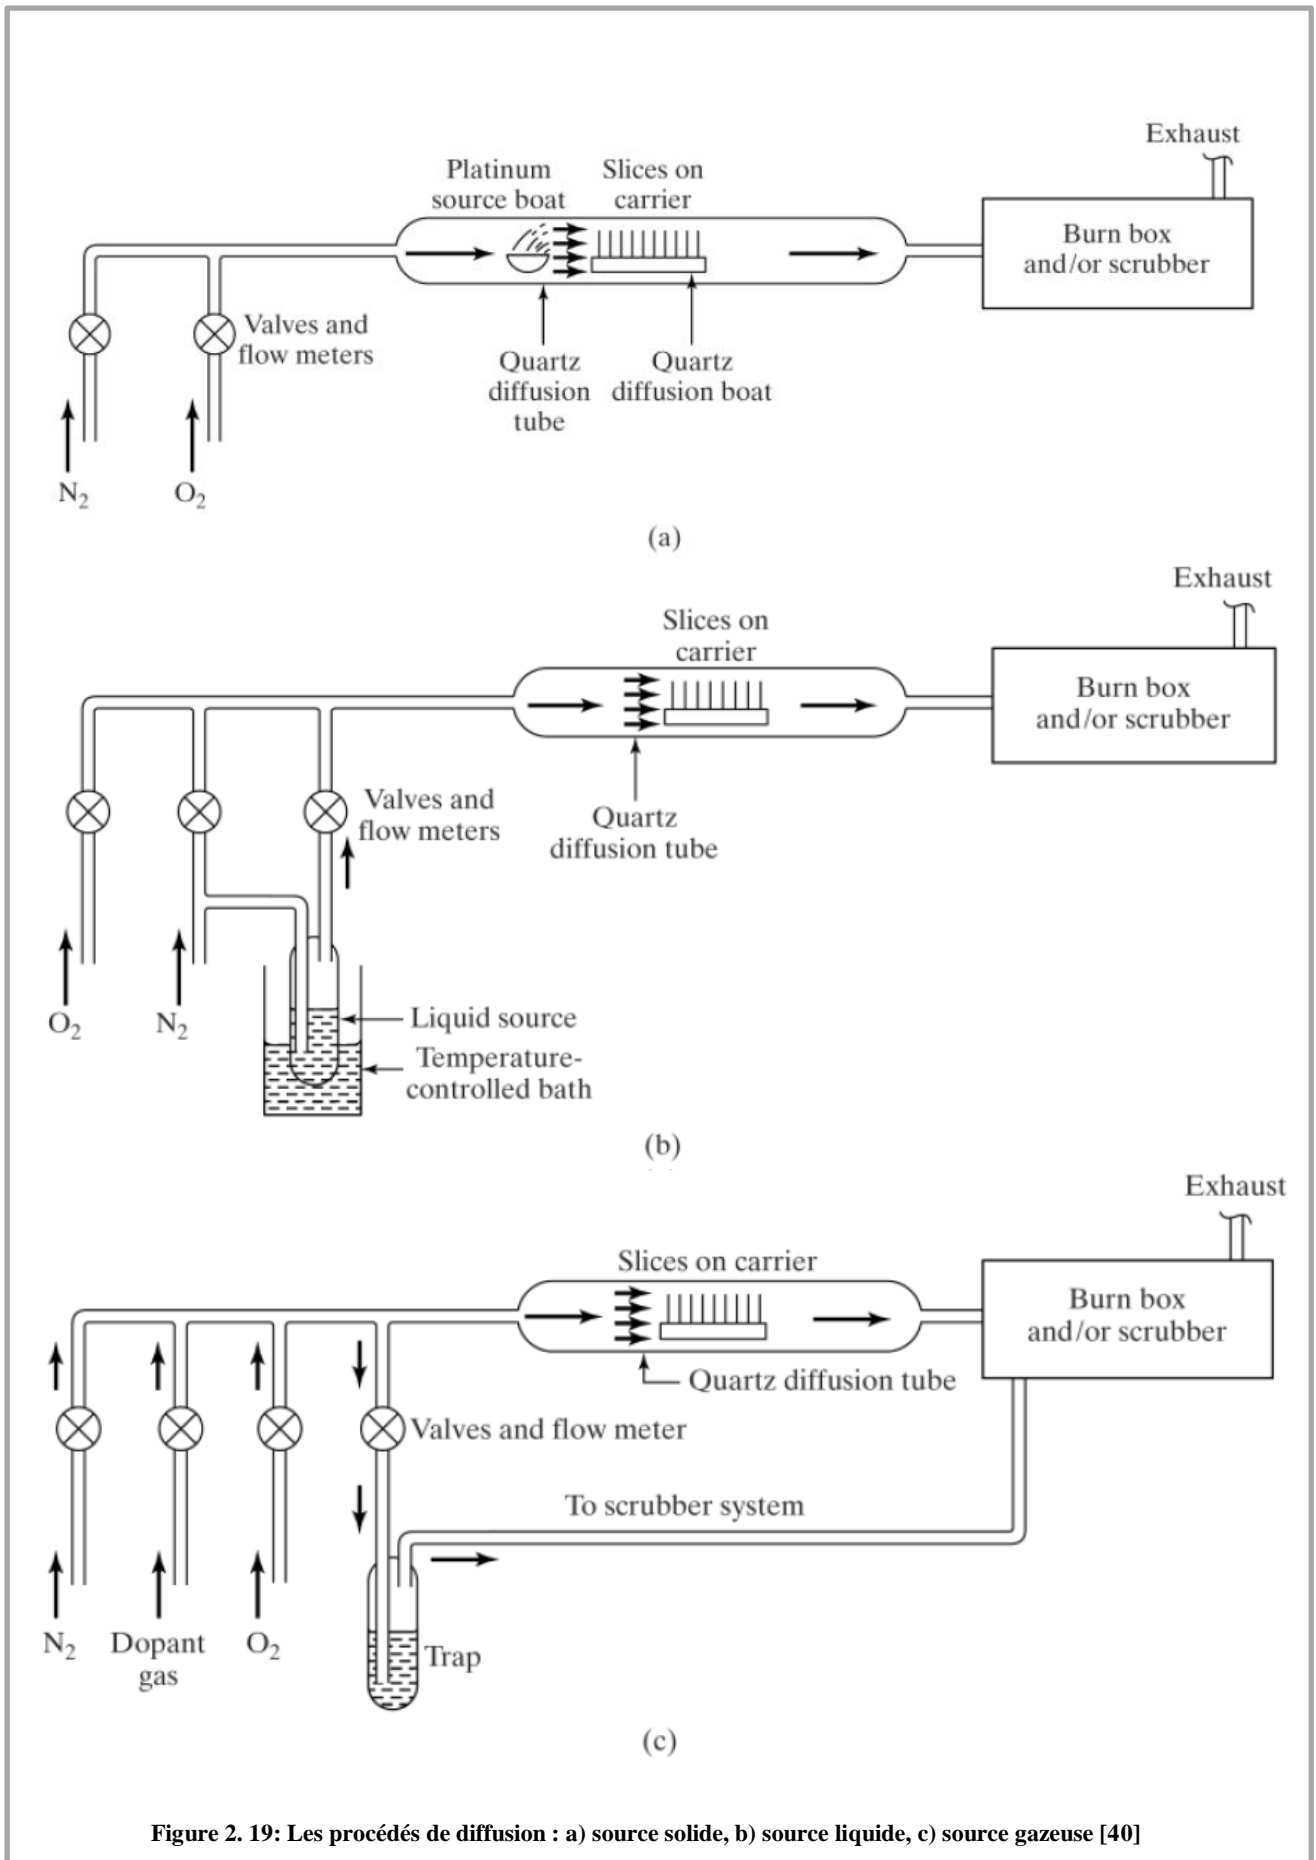 Exhaust
Platinum
source boat
Slices on
carrier
Burn box
and/or scrubber
Valves and
flow meters
Quartz
diffusion
tube
Quartz
diffusion boat
N₂
O₂
(a)
Exhaust
Slices on
carrier
Burn box
and/or scrubber
Valves and
flow meters
Quartz
diffusion tube
O₂
N₂
Liquid source
Temperature-
controlled bath
(b)
Exhaust
Slices on carrier
Burn box
and/or scrubber
Quartz diffusion tube
Valves and flow meter
To scrubber system
N₂
Dopant
gas
O₂
Trap
(c)
Figure 2. 19: Les procédés de diffusion : a) source solide, b) source liquide, c) source gazeuse [40]